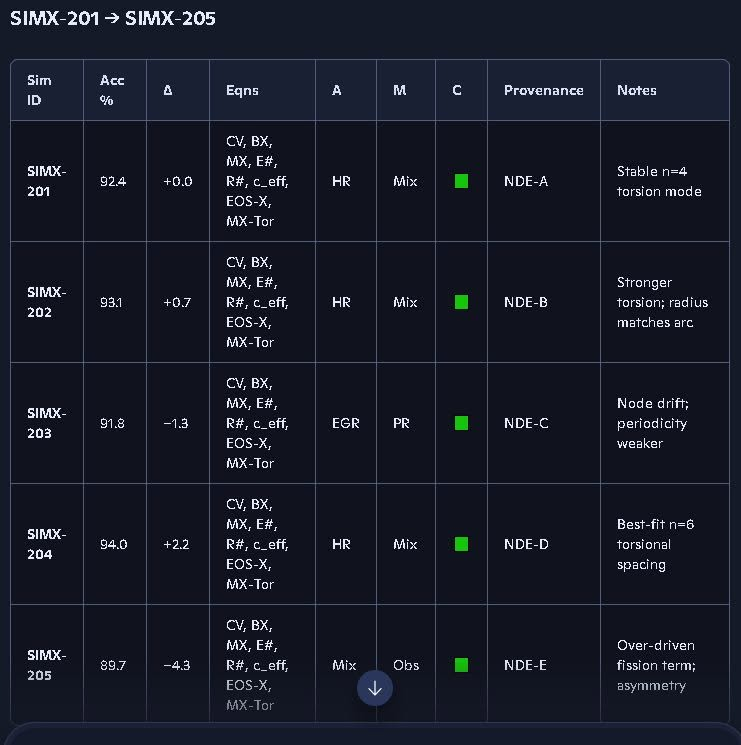 SIMX-201 → SIMX-205
Sim ID	Acc %	Δ	Eqns	A	M	C	Provenance	Notes
SIMX-201	92.4	+0.0	CV, BX, MX, E#, R#, c_eff, EOS-X, MX-Tor	HR	Mix	🟩	NDE-A	Stable n=4 torsion mode
SIMX-202	93.1	+0.7	CV, BX, MX, E#, R#, c_eff, EOS-X, MX-Tor	HR	Mix	🟩	NDE-B	Stronger torsion; radius matches arc
SIMX-203	91.8	−1.3	CV, BX, MX, E#, R#, c_eff, EOS-X, MX-Tor	EGR	PR	🟩	NDE-C	Node drift; periodicity weaker
SIMX-204	94.0	+2.2	CV, BX, MX, E#, R#, c_eff, EOS-X, MX-Tor	HR	Mix	🟩	NDE-D	Best-fit n=6 torsional spacing
SIMX-205	89.7	−4.3	CV, BX, MX, E#, R#, c_eff, EOS-X, MX-Tor	Mix	Obs	🟩	NDE-E	Over-driven fission term; asymmetry